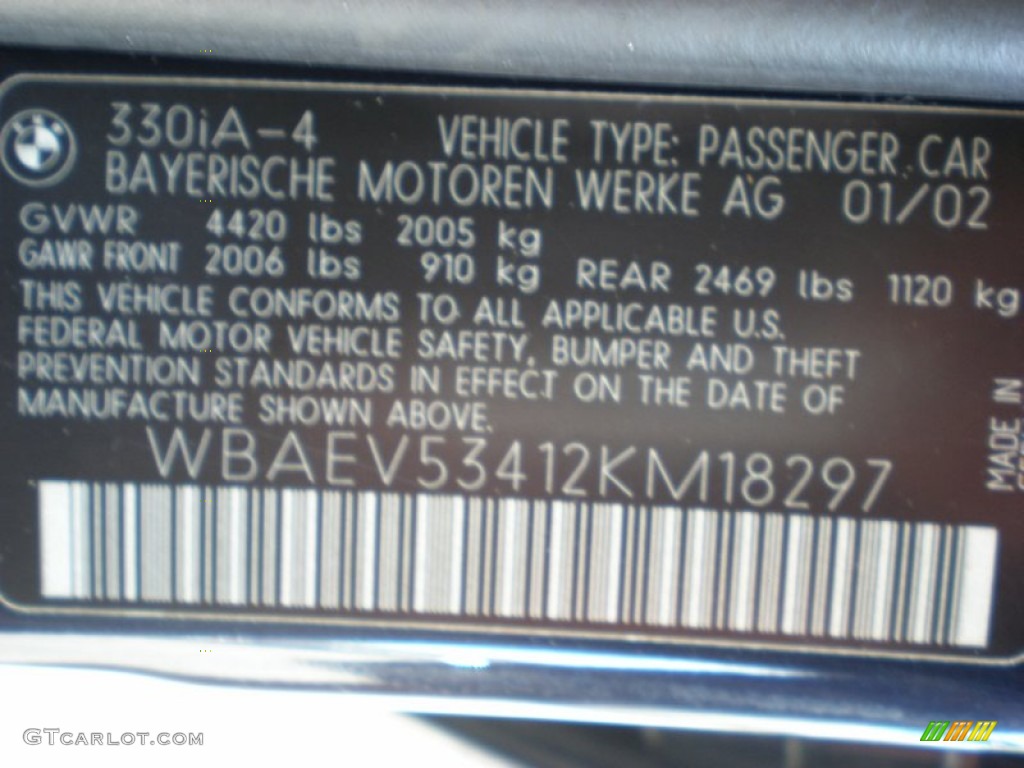 330iA-4 VEHICLE TYPE: PASSENGER CAR
BAYERISCHE MOTOREN WERKE AG 01/02
GVWR 4420 lbs 2005 kg
GAWR FRONT 2006 lbs 910 kg REAR 2469 lbs 1120 kg
THIS VEHICLE CONFORMS TO ALL APPLICABLE U.S.
FEDERAL MOTOR VEHICLE SAFETY, BUMPER AND THEFT
PREVENTION STANDARDS IN EFFECT ON THE DATE OF
MANUFACTURE SHOWN ABOVE.
WBAEV53412KM18297
MADE IN
GTCARLOT.COM